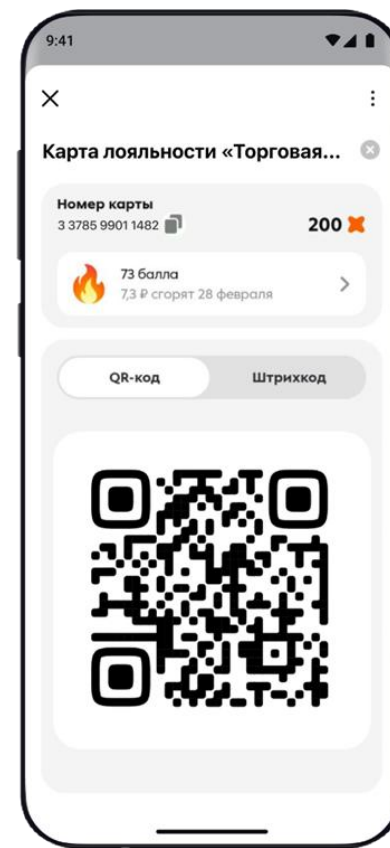 9:41
Карта лояльности «Торговая...
Номер карты
3 3785 9901 1482
200
73 балла
7,3 ₽ сгорят 28 февраля
QR-код
Штрихкод